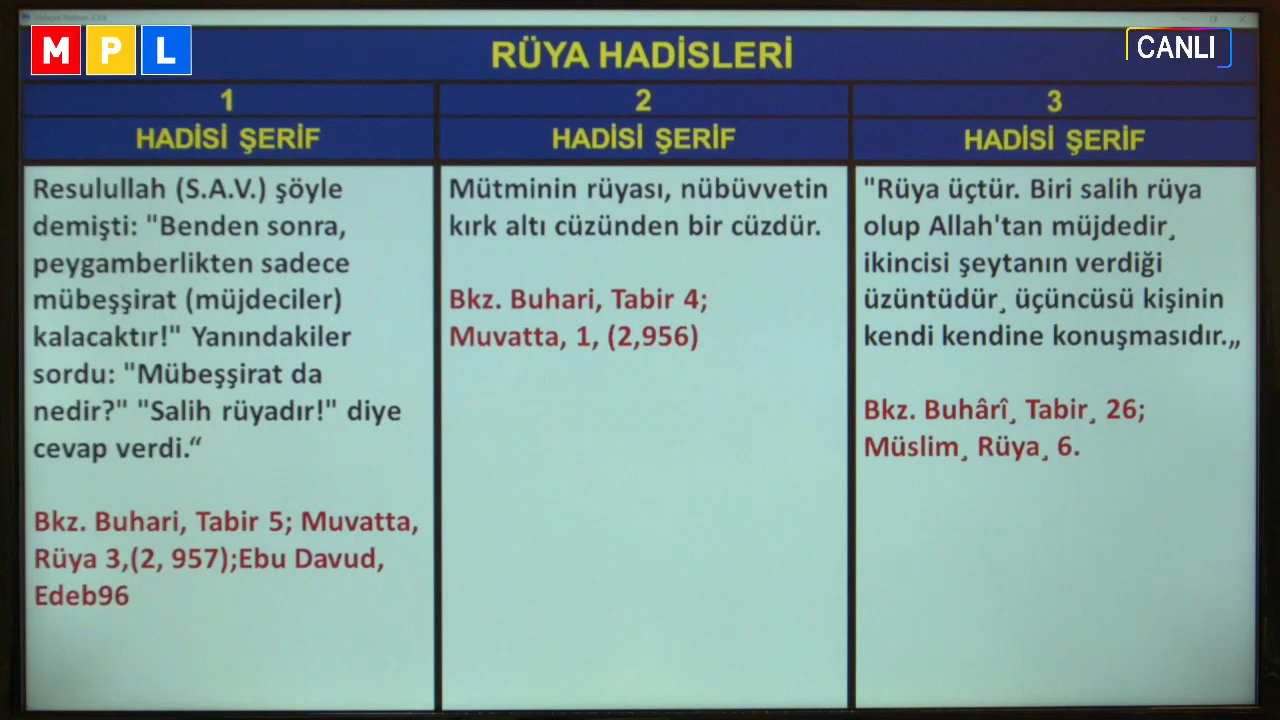 M P L
CANLI
RÜYA HADİSLERİ
1
HADİSİ ŞERİF
Resulullah (S.A.V.) şöyle
demişti: "Benden sonra,
peygamberlikten sadece
mübeşşirat (müjdeciler)
kalacaktır!" Yanındakiler
sordu: "Mübeşşirat da
nedir?" "Salih rüyadır!" diye
cevap verdi.“
Bkz. Buhari, Tabir 5; Muvatta,
Rüya 3,(2, 957);Ebu Davud,
Edeb96
2
HADİSİ ŞERİF
Mütminin rüyası, nübüvvetin
kırk altı cüzünden bir cüzdür.
Bkz. Buhari, Tabir 4;
Muvatta, 1, (2,956)
3
HADİSİ ŞERİF
"Rüya üçtür. Biri salih rüya
olup Allah'tan müjdedir¸
ikincisi şeytanın verdiği
üzüntüdür¸ üçüncüsü kişinin
kendi kendine konuşmasıdır.„
Bkz. Buhârî¸ Tabir¸ 26;
Müslim¸ Rüya¸ 6.